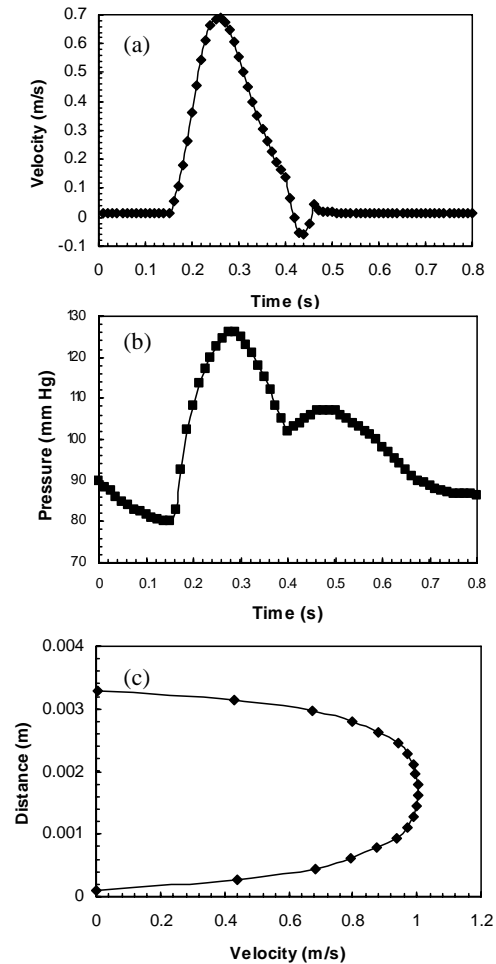 (a)
Velocity (m/s)
0.7
0.6
0.5
0.4
0.3
0.2
0.1
0
-0.1
0 0.1 0.2 0.3 0.4 0.5 0.6 0.7 0.8
Time (s)
(b)
Pressure (mm Hg)
130
120
110
100
90
80
70
0 0.1 0.2 0.3 0.4 0.5 0.6 0.7 0.8
Time (s)
(c)
Distance (m)
0.004
0.003
0.002
0.001
0
0 0.2 0.4 0.6 0.8 1 1.2
Velocity (m/s)